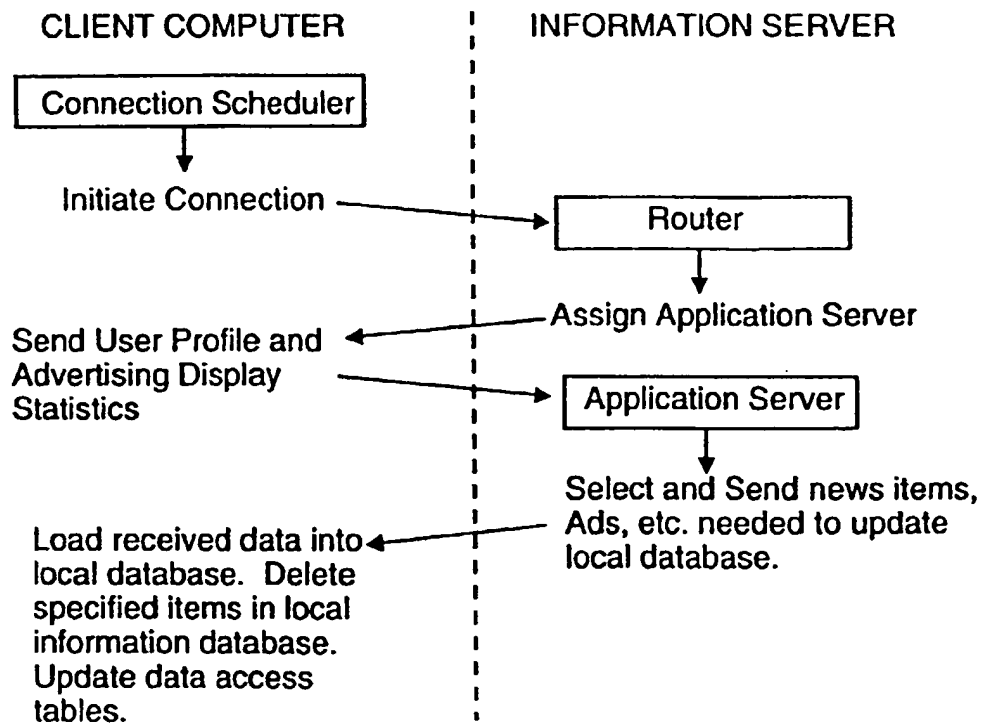 CLIENT COMPUTER
INFORMATION SERVER
Connection Scheduler
Initiate Connection
Router
Assign Application Server
Send User Profile and
Advertising Display
Statistics
Application Server
Select and Send news items,
Ads, etc. needed to update
local database.
Load received data into
local database. Delete
specified items in local
information database.
Update data access
tables.